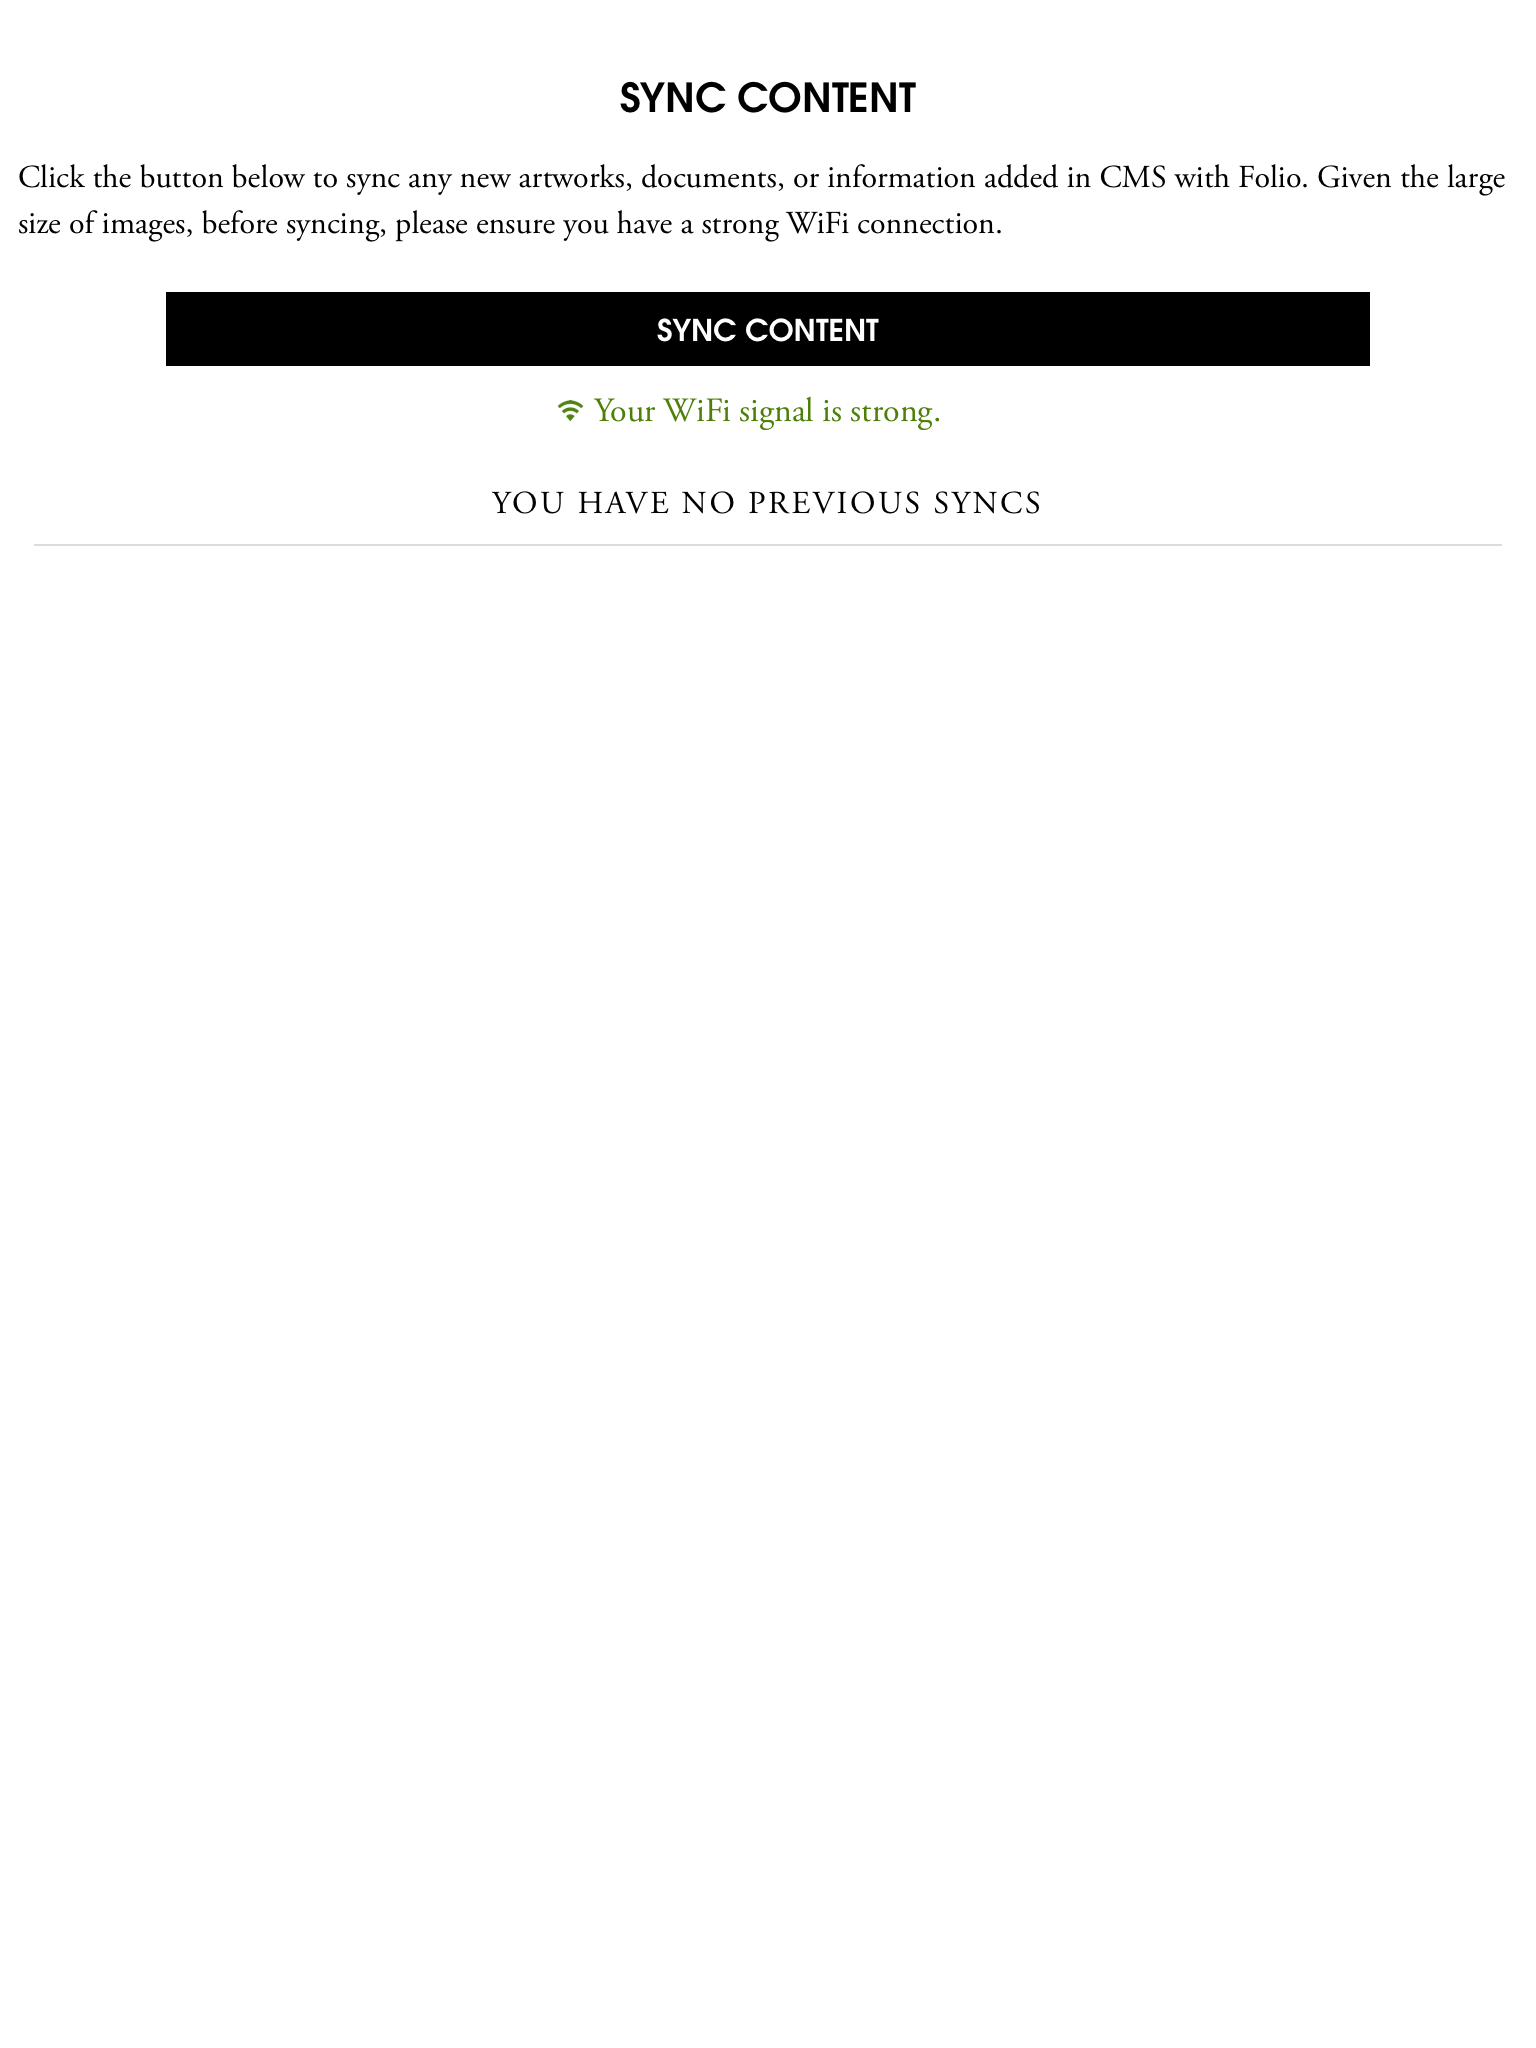 SYNC CONTENT
Click the button below to sync any new artworks, documents, or information added in CMS with Folio. Given the large
size of images, before syncing, please ensure you have a strong WiFi connection.
SYNC CONTENT
Your WiFi signal is strong.
YOU HAVE NO PREVIOUS SYNCS